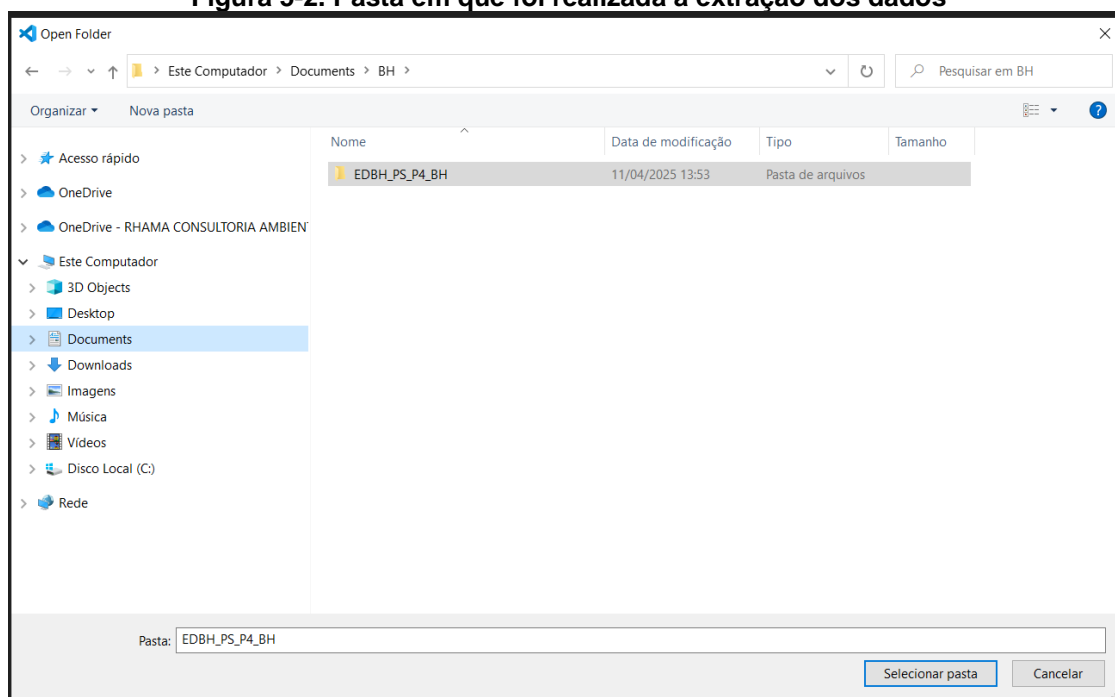 Figura 5-2. Pasta em que foi realizada a extração dos dados
Open Folder
Este Computador > Documents > BH >
Pesquisar em BH
Organizar
Nova pasta
Nome
Data de modificação
Tipo
Tamanho
EDBH_PS_P4_BH
11/04/2025 13:53
Pasta de arquivos
Acesso rápido
OneDrive
OneDrive - RHAMA CONSULTORIA AMBIEN
Este Computador
3D Objects
Desktop
Documents
Downloads
Imagens
Música
Vídeos
Disco Local (C:)
Rede
Pasta: EDBH_PS_P4_BH
Selecionar pasta
Cancelar